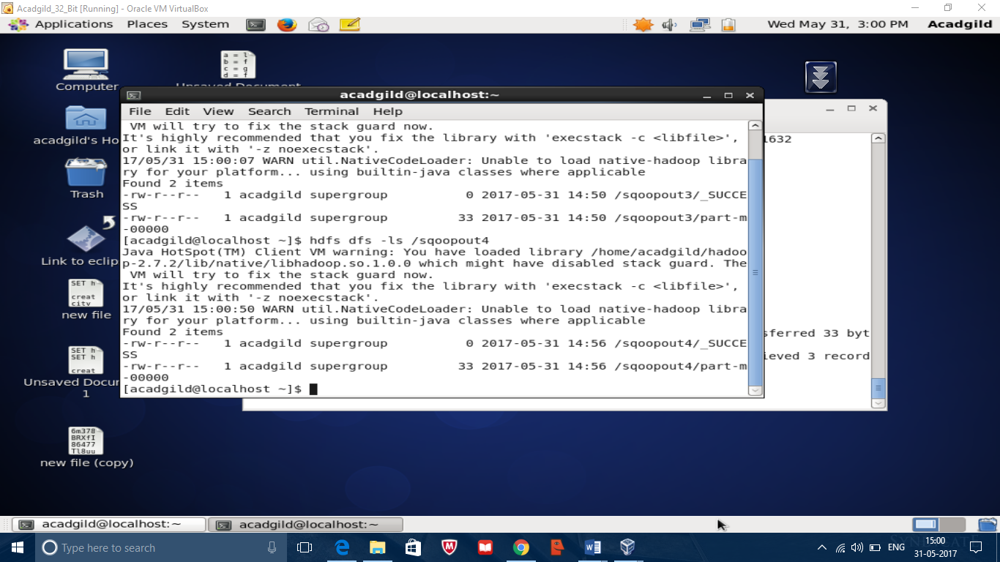 Acadgild_32_Bit [Running] - Oracle VM VirtualBox
Applications Places System Wed May 31, 3:00 PM Acadgild
Computer
acadgild's Ho
Trash
Link to eclip
SET h
creat
city
new file
SET h
SET h
creat
Unsaved Docur
1
6m378
BRXfI
86477
Tl8uu
new file (copy)
a = l
b = f
c = g
d = f
Unsaved Document
acadgild@localhost:~
File Edit View Search Terminal Help
VM will try to fix the stack guard now.
It's highly recommended that you fix the library with 'execstack -c <libfile>',
or link it with '-z noexecstack'.
17/05/31 15:00:07 WARN util.NativeCodeLoader: Unable to load native-hadoop libra
ry for your platform... using builtin-java classes where applicable
Found 2 items
-rw-r--r-- 1 acadgild supergroup 0 2017-05-31 14:50 /sqoopout3/_SUCCE
SS
-rw-r--r-- 1 acadgild supergroup 33 2017-05-31 14:50 /sqoopout3/part-m
-00000
[acadgild@localhost ~]$ hdfs dfs -ls /sqoopout4
Java HotSpot(TM) Client VM warning: You have loaded library /home/acadgild/hadoo
p-2.7.2/lib/native/libhadoop.so.1.0.0 which might have disabled stack guard. The
VM will try to fix the stack guard now.
It's highly recommended that you fix the library with 'execstack -c <libfile>',
or link it with '-z noexecstack'.
17/05/31 15:00:50 WARN util.NativeCodeLoader: Unable to load native-hadoop libra
ry for your platform... using builtin-java classes where applicable
Found 2 items
-rw-r--r-- 1 acadgild supergroup 0 2017-05-31 14:56 /sqoopout4/_SUCCE
SS
-rw-r--r-- 1 acadgild supergroup 33 2017-05-31 14:56 /sqoopout4/part-m
-00000
[acadgild@localhost ~]$
1632
sferred 33 byt
ieved 3 record
acadgild@localhost:~ acadgild@localhost:~
Type here to search
ENG
15:00
31-05-2017